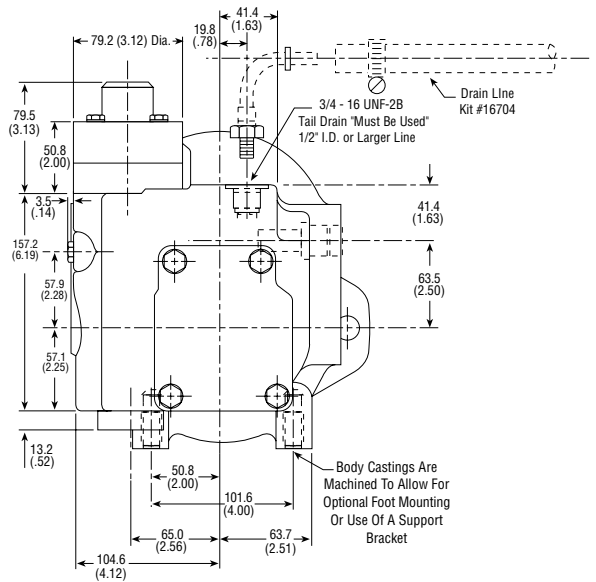 41.4
(1.63)
19.8
(.78)
79.2 (3.12) Dia.
Drain LIne
Kit #16704
3/4 - 16 UNF-2B
Tail Drain "Must Be Used"
1/2" I.D. or Larger Line
79.5
(3.13)
50.8
(2.00)
3.5
(.14)
41.4
(1.63)
157.2
(6.19)
57.9
(2.28)
63.5
(2.50)
57.1
(2.25)
13.2
(.52)
50.8
(2.00)
101.6
(4.00)
65.0
(2.56)
63.7
(2.51)
104.6
(4.12)
Body Castings Are
Machined To Allow For
Optional Foot Mounting
Or Use Of A Support
Bracket